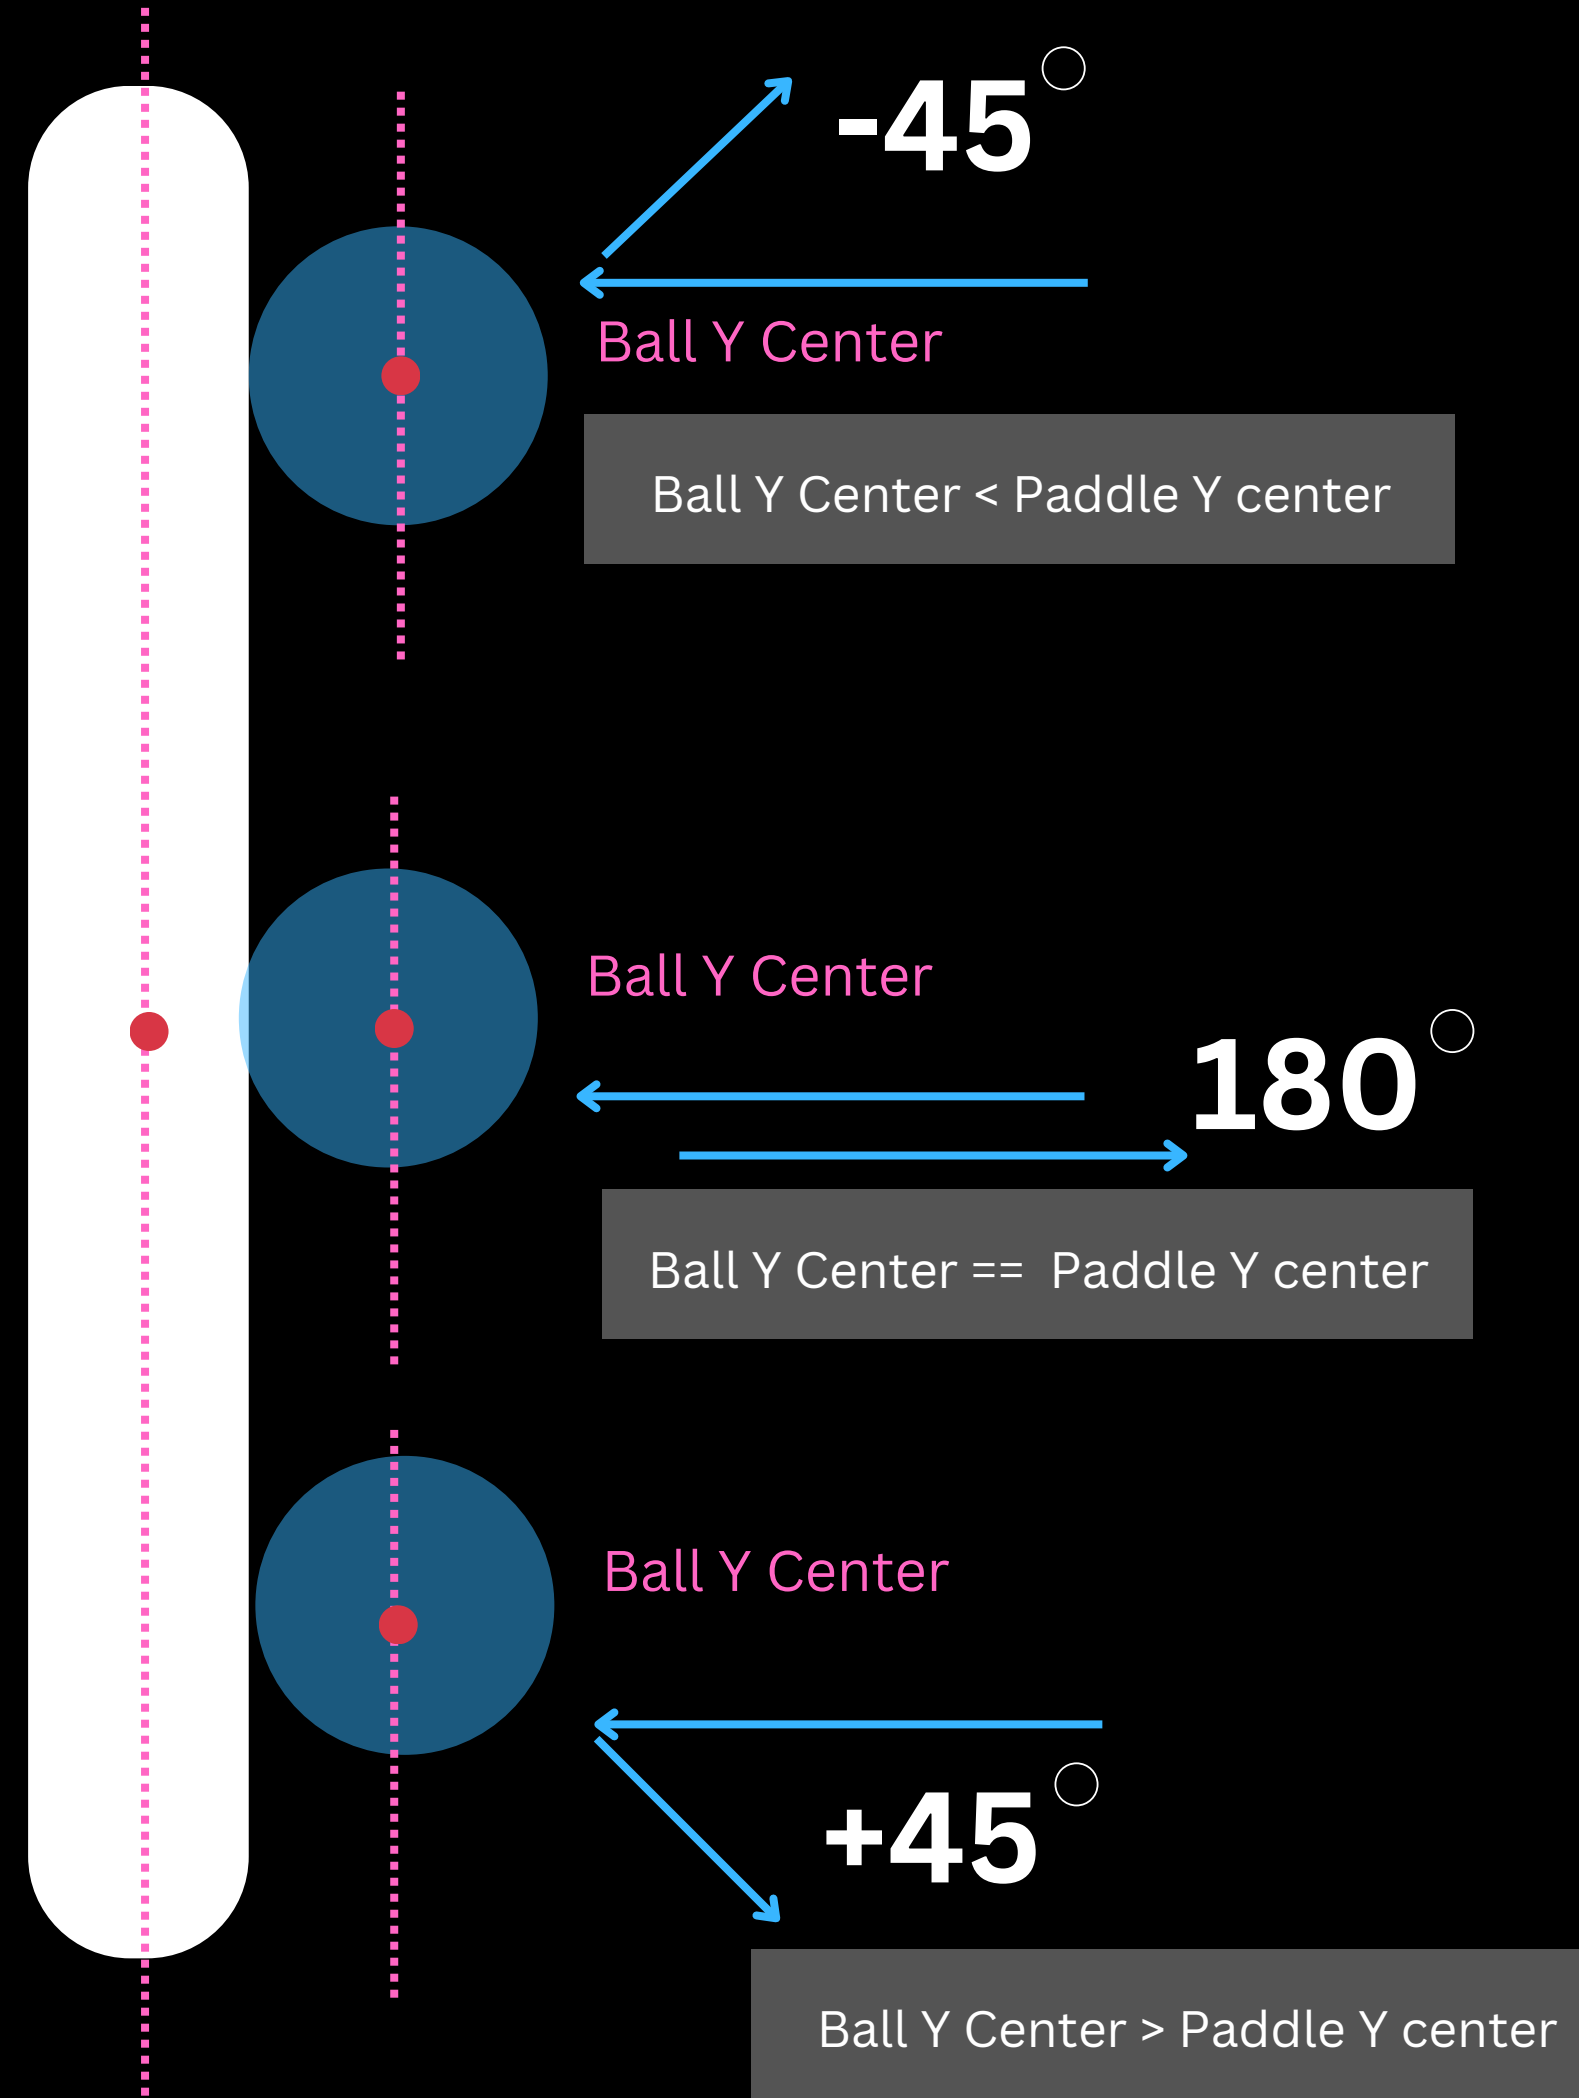 -45°
Ball Y Center
Ball Y Center < Paddle Y center
Ball Y Center
180°
Ball Y Center == Paddle Y center
Ball Y Center
+45°
Ball Y Center > Paddle Y center